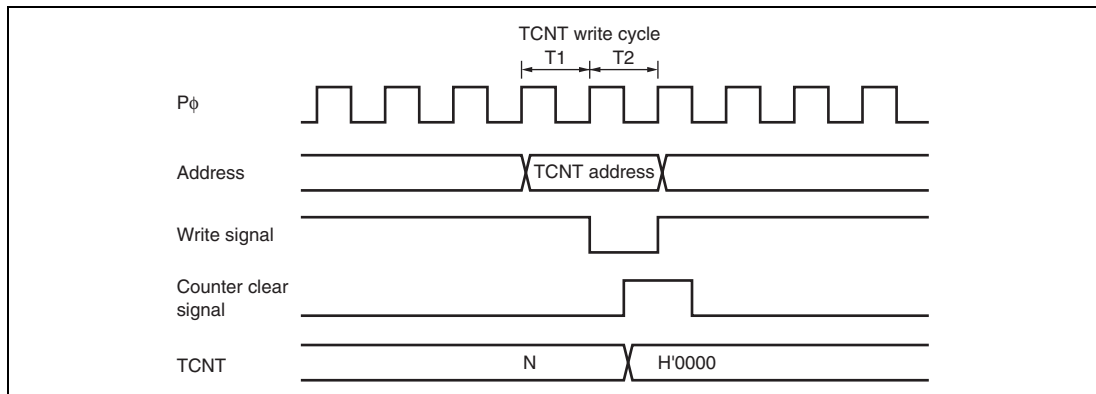 TCNT write cycle
T1 T2
Pϕ
Address
TCNT address
Write signal
Counter clear
signal
TCNT
N
H'0000